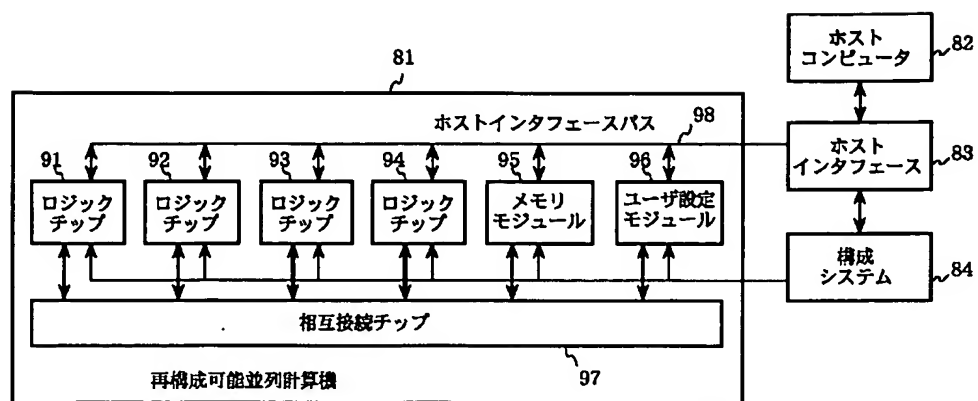 81
ホスト
コンピュータ
82
ホストインタフェースパス
98
ホスト
インタフェース
83
91
92
93
94
95
96
ロジック
チップ
ロジック
チップ
ロジック
チップ
ロジック
チップ
メモリ
モジュール
ユーザ設定
モジュール
構成
システム
84
相互接続チップ
97
再構成可能並列計算機